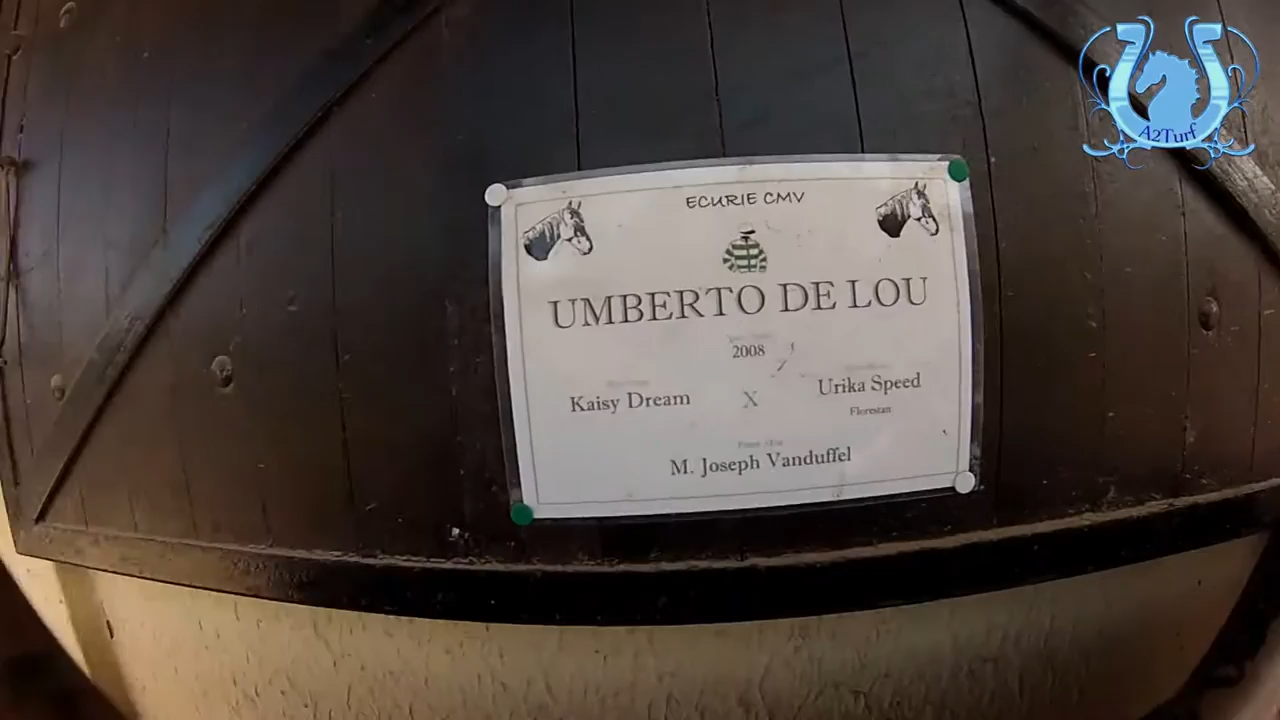 A2Turf
ECURIE CMV
UMBERTO DE LOU
2008
Kaisy Dream X Urika Speed
Florestan
M. Joseph Vanduffel